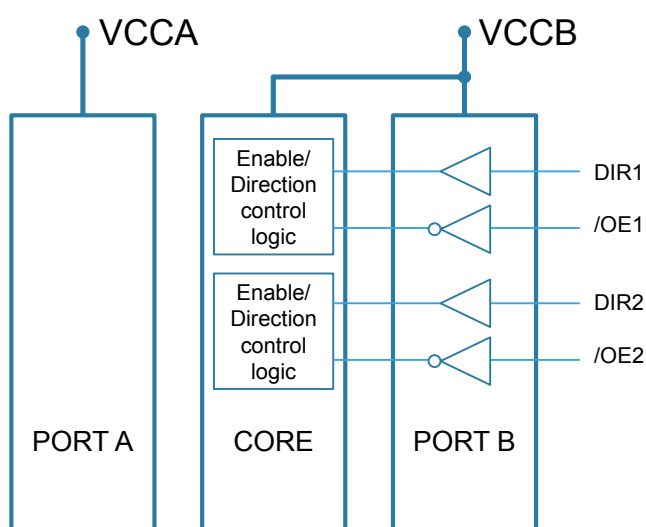 VCCA
VCCB
Enable/
Direction
control
logic
DIR1
/OE1
Enable/
Direction
control
logic
DIR2
/OE2
PORT A
CORE
PORT B